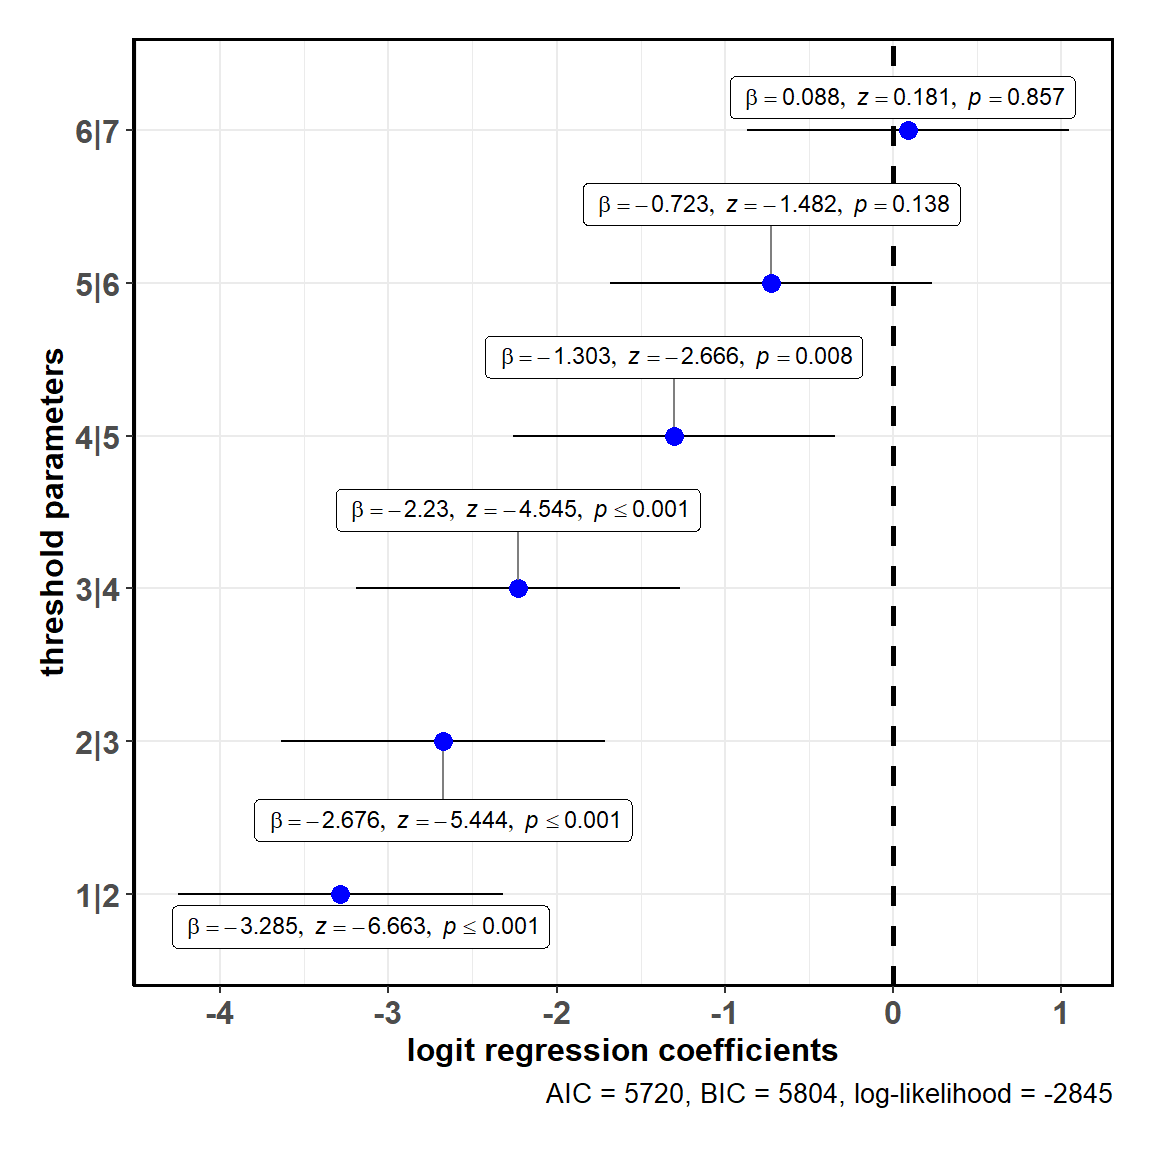 β = 0.088, z = 0.181, p = 0.857
6|7
β = −0.723, z = −1.482, p = 0.138
5|6
β = −1.303, z = −2.666, p = 0.008
4|5
threshold parameters
β = −2.23, z = −4.545, p ≤ 0.001
3|4
2|3
β = −2.676, z = −5.444, p ≤ 0.001
1|2
β = −3.285, z = −6.663, p ≤ 0.001
-4 -3 -2 -1 0 1
logit regression coefficients
AIC = 5720, BIC = 5804, log-likelihood = -2845